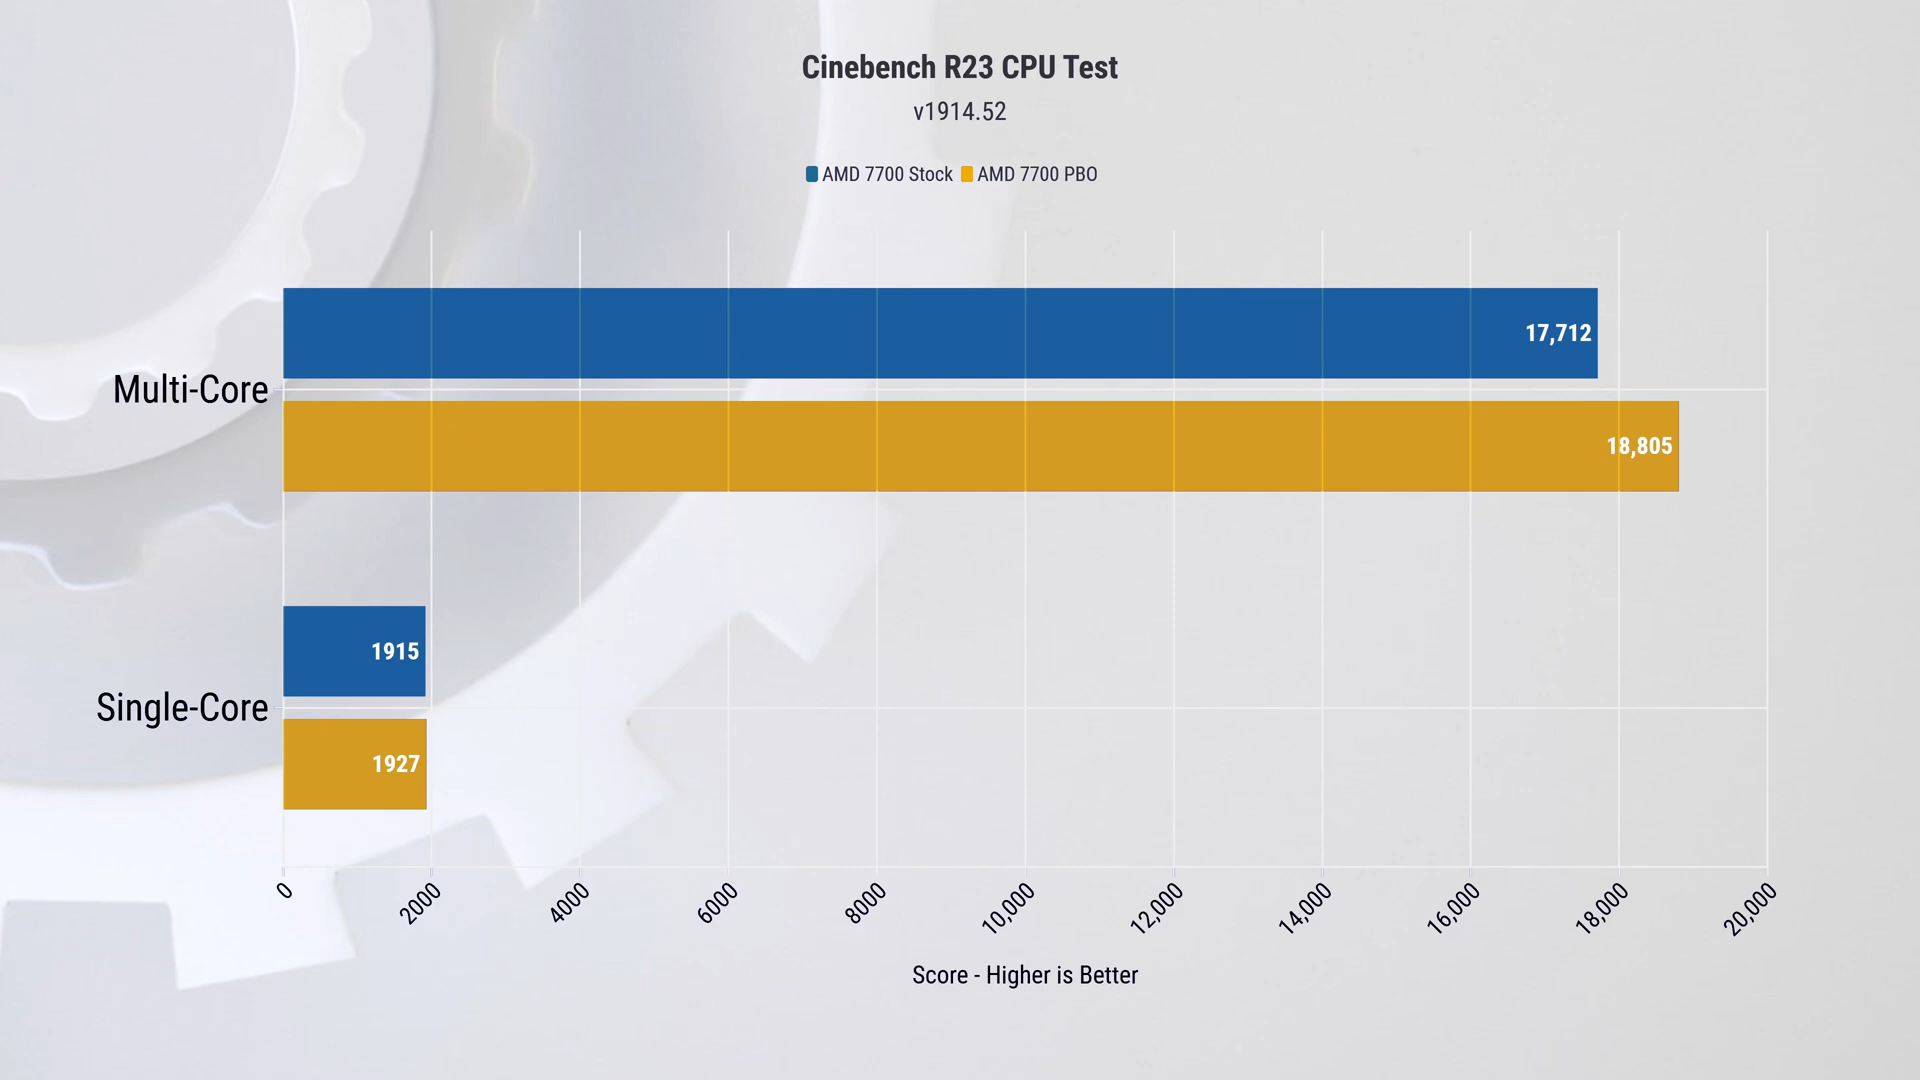 Cinebench R23 CPU Test
v1914.52
AMD 7700 Stock AMD 7700 PBO
17,712
Multi-Core
18,805
1915
Single-Core
1927
0 2000 4000 6000 8000 10,000 12,000 14,000 16,000 18,000 20,000
Score - Higher is Better